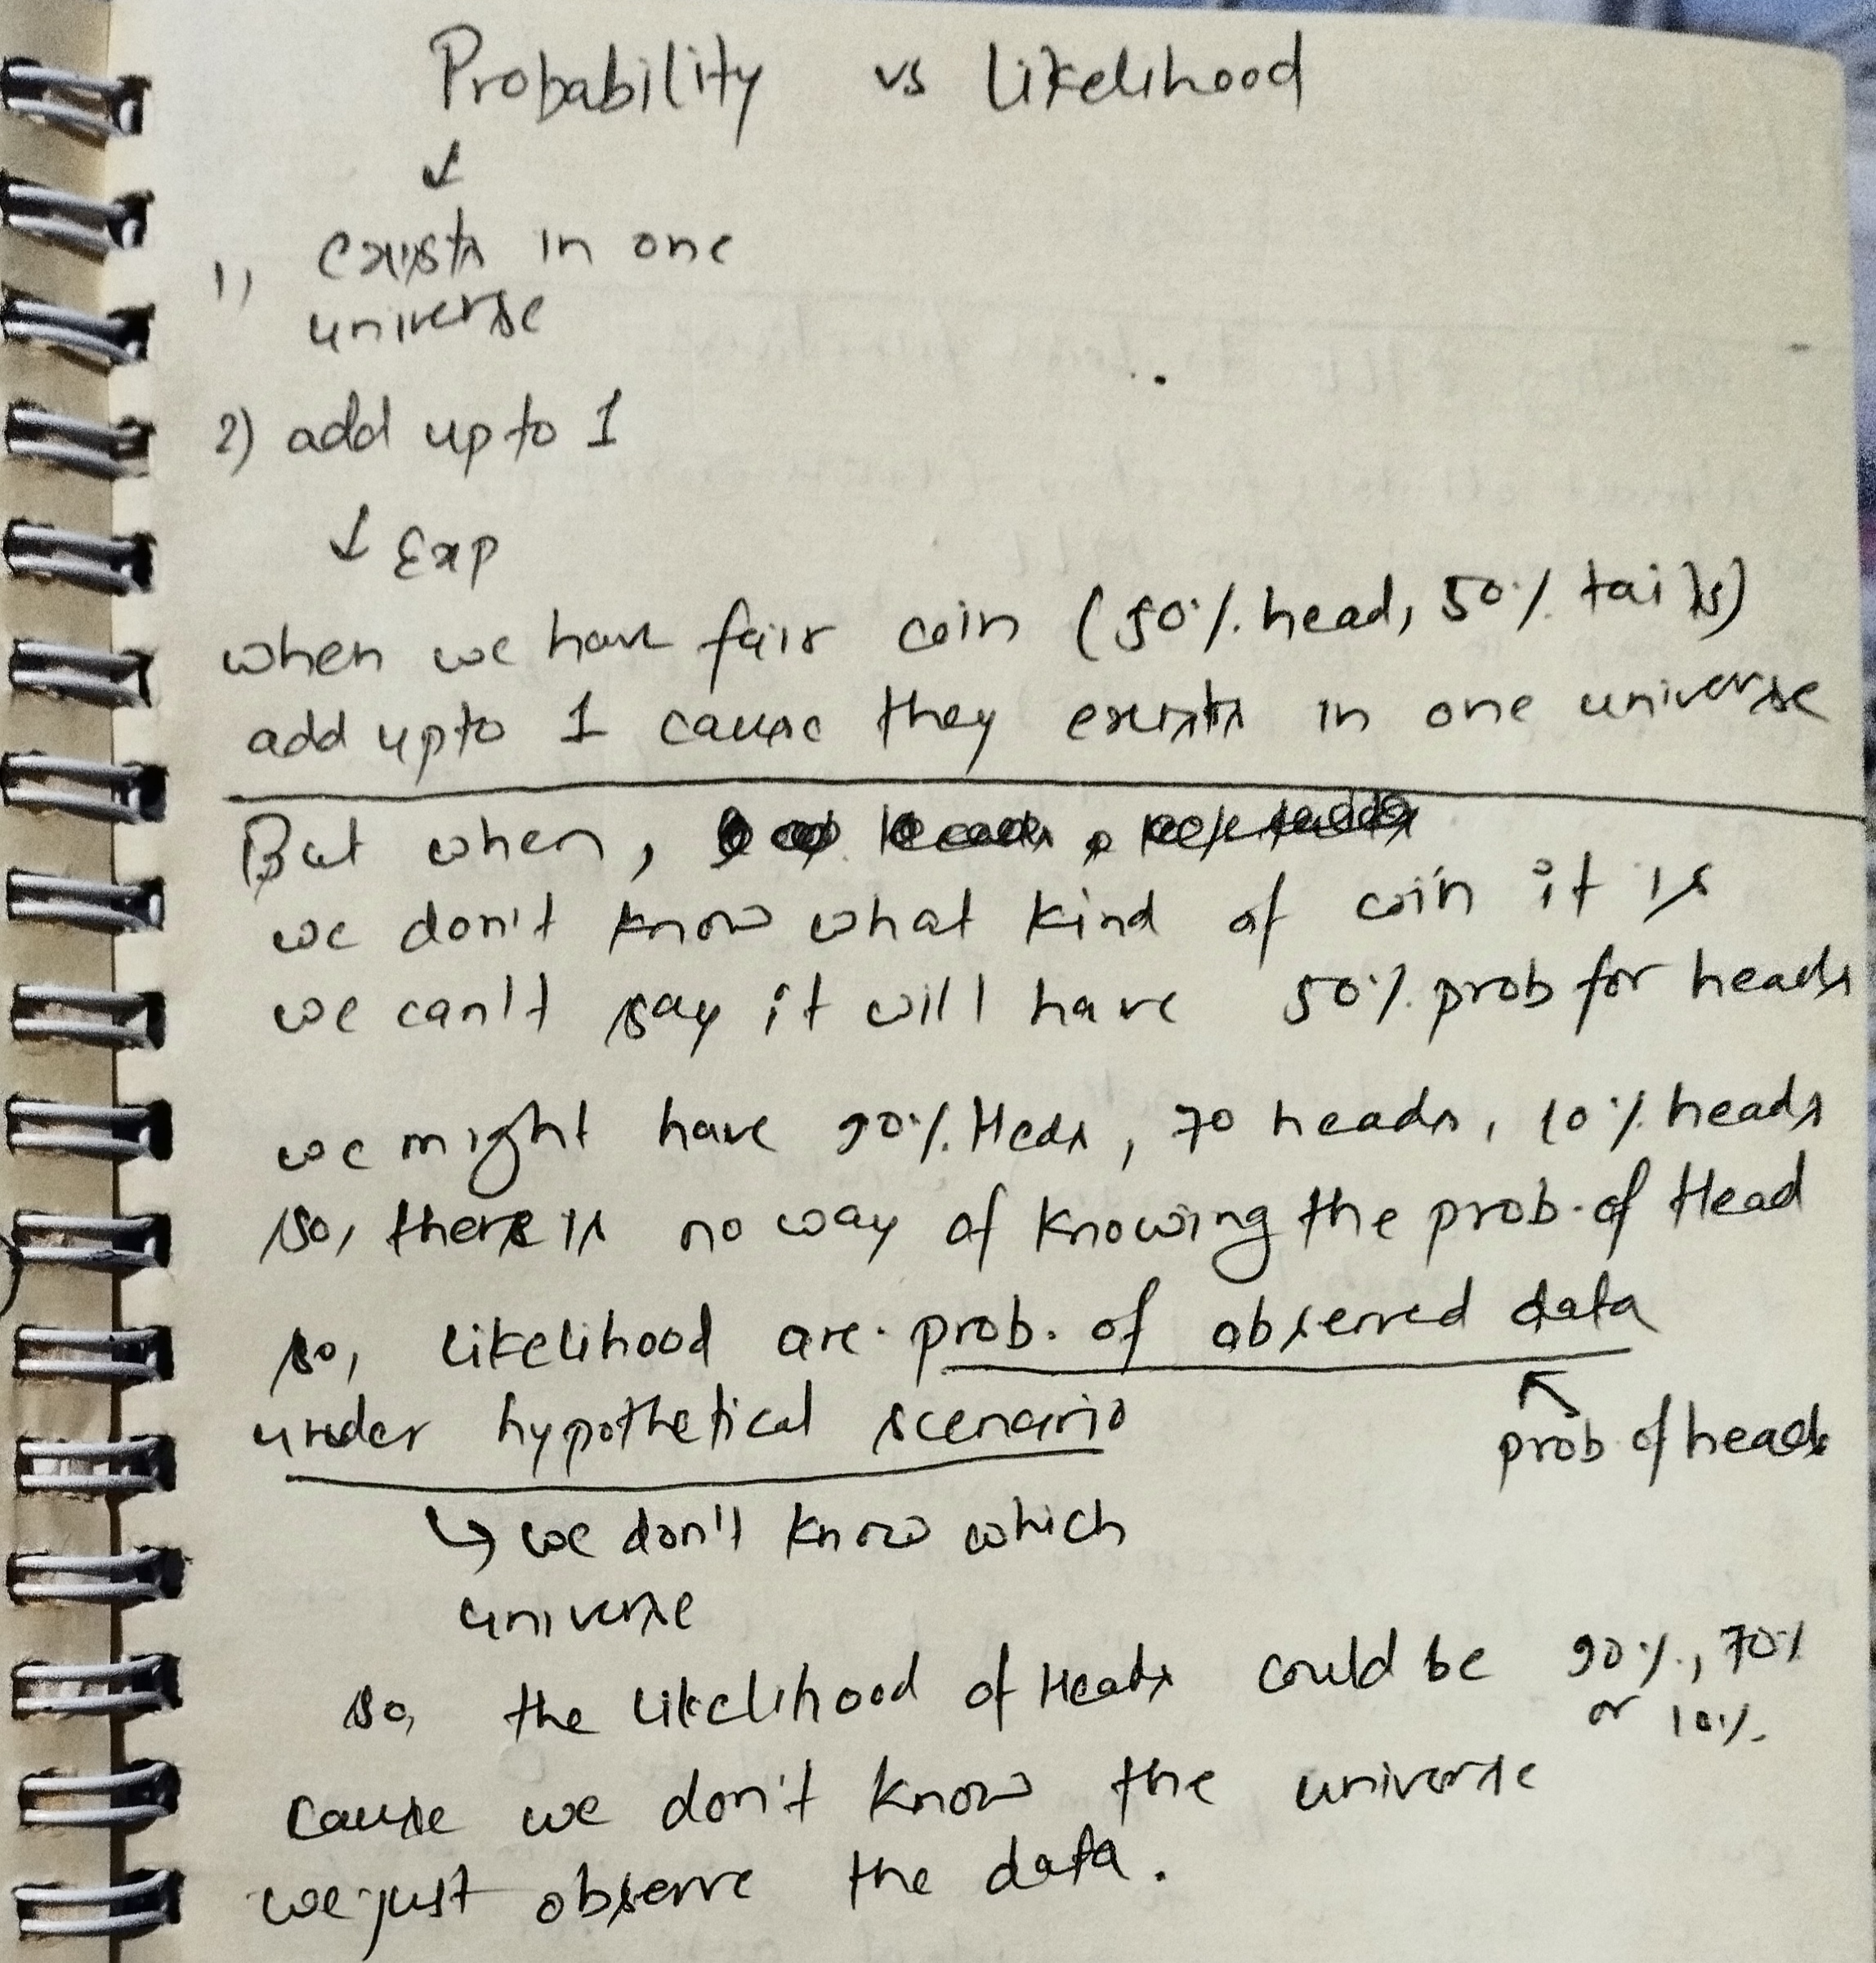 Probability vs Likelihood
1) exists in one
universe
2) add upto 1
↓ Exp
when we have fair coin (50% head, 50% tails)
add upto 1 cause they exists in one universe
But when,
we don't know what kind of coin it is
we can't say it will have 50% prob for heads
we might have 90% Heds, 70 heads, 10% heads
so, there is no way of knowing the prob. of Head
so, likelihood are prob. of observed data
under hypothetical scenario
prob of heads
↳ we don't know which
universe
so, the likelihood of Heads could be 90%, 70%
or 10%.
cause we don't know the universe
we just observe the data.